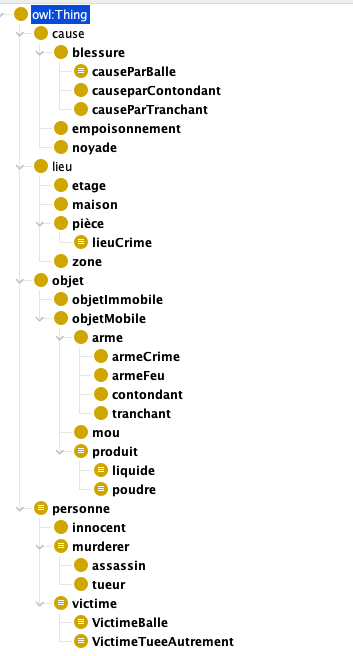 owl:Thing
cause
blessure
causeParBalle
causeparContondant
causeParTranchant
empoisonnement
noyade
lieu
etage
maison
pièce
lieuCrime
zone
objet
objetImmobile
objetMobile
arme
armeCrime
armeFeu
contondant
tranchant
mou
produit
liquide
poudre
personne
innocent
murderer
assassin
tueur
victime
VictimeBalle
VictimeTueeAutrement